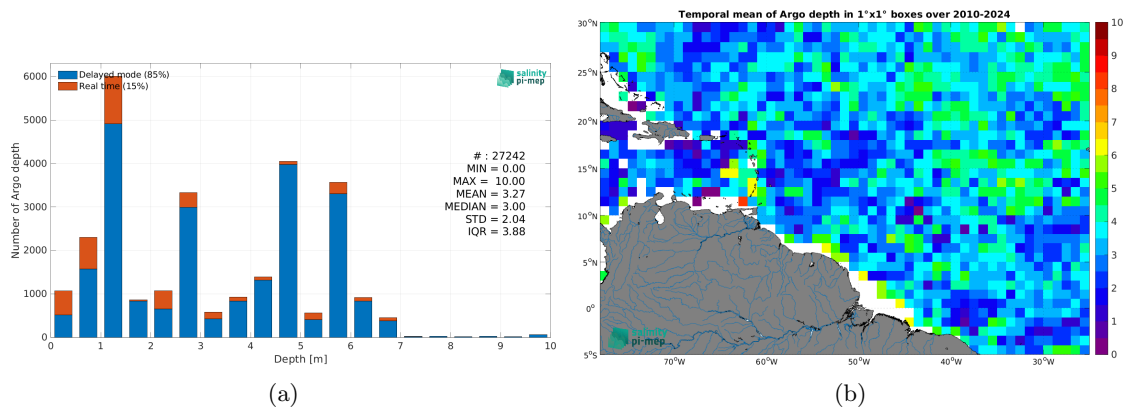 Delayed mode (85%)
Real time (15%)
salinity
pi-mep
# : 27242
MIN = 0.00
MAX = 10.00
MEAN = 3.27
MEDIAN = 3.00
STD = 2.04
IQR = 3.88
Number of Argo depth
6000
5000
4000
3000
2000
1000
0
0 1 2 3 4 5 6 7 8 9 10
Depth [m]
(a)
Temporal mean of Argo depth in 1°x1° boxes over 2010-2024
30°N
25°N
20°N
15°N
10°N
5°N
0°
5°S
70°W 60°W 50°W 40°W 30°W
salinity
pi-mep
10
9
8
7
6
5
4
3
2
1
0
(b)